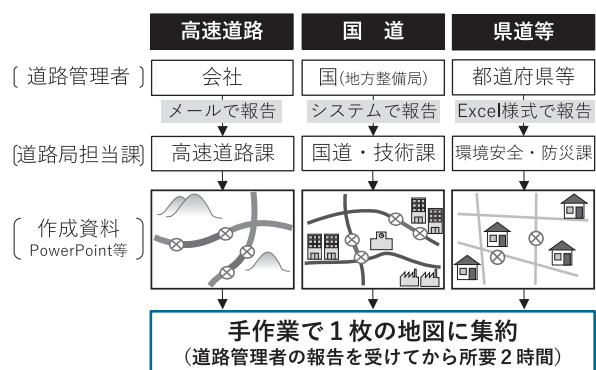 高速道路 国　道 県道等
〔 道路管理者 〕 会社 国(地方整備局) 都道府県等
メールで報告 システムで報告 Excel様式で報告
〔道路局担当課〕 高速道路課 国道・技術課 環境安全・防災課
作成資料
PowerPoint等
手作業で１枚の地図に集約
(道路管理者の報告を受けてから所要２時間)